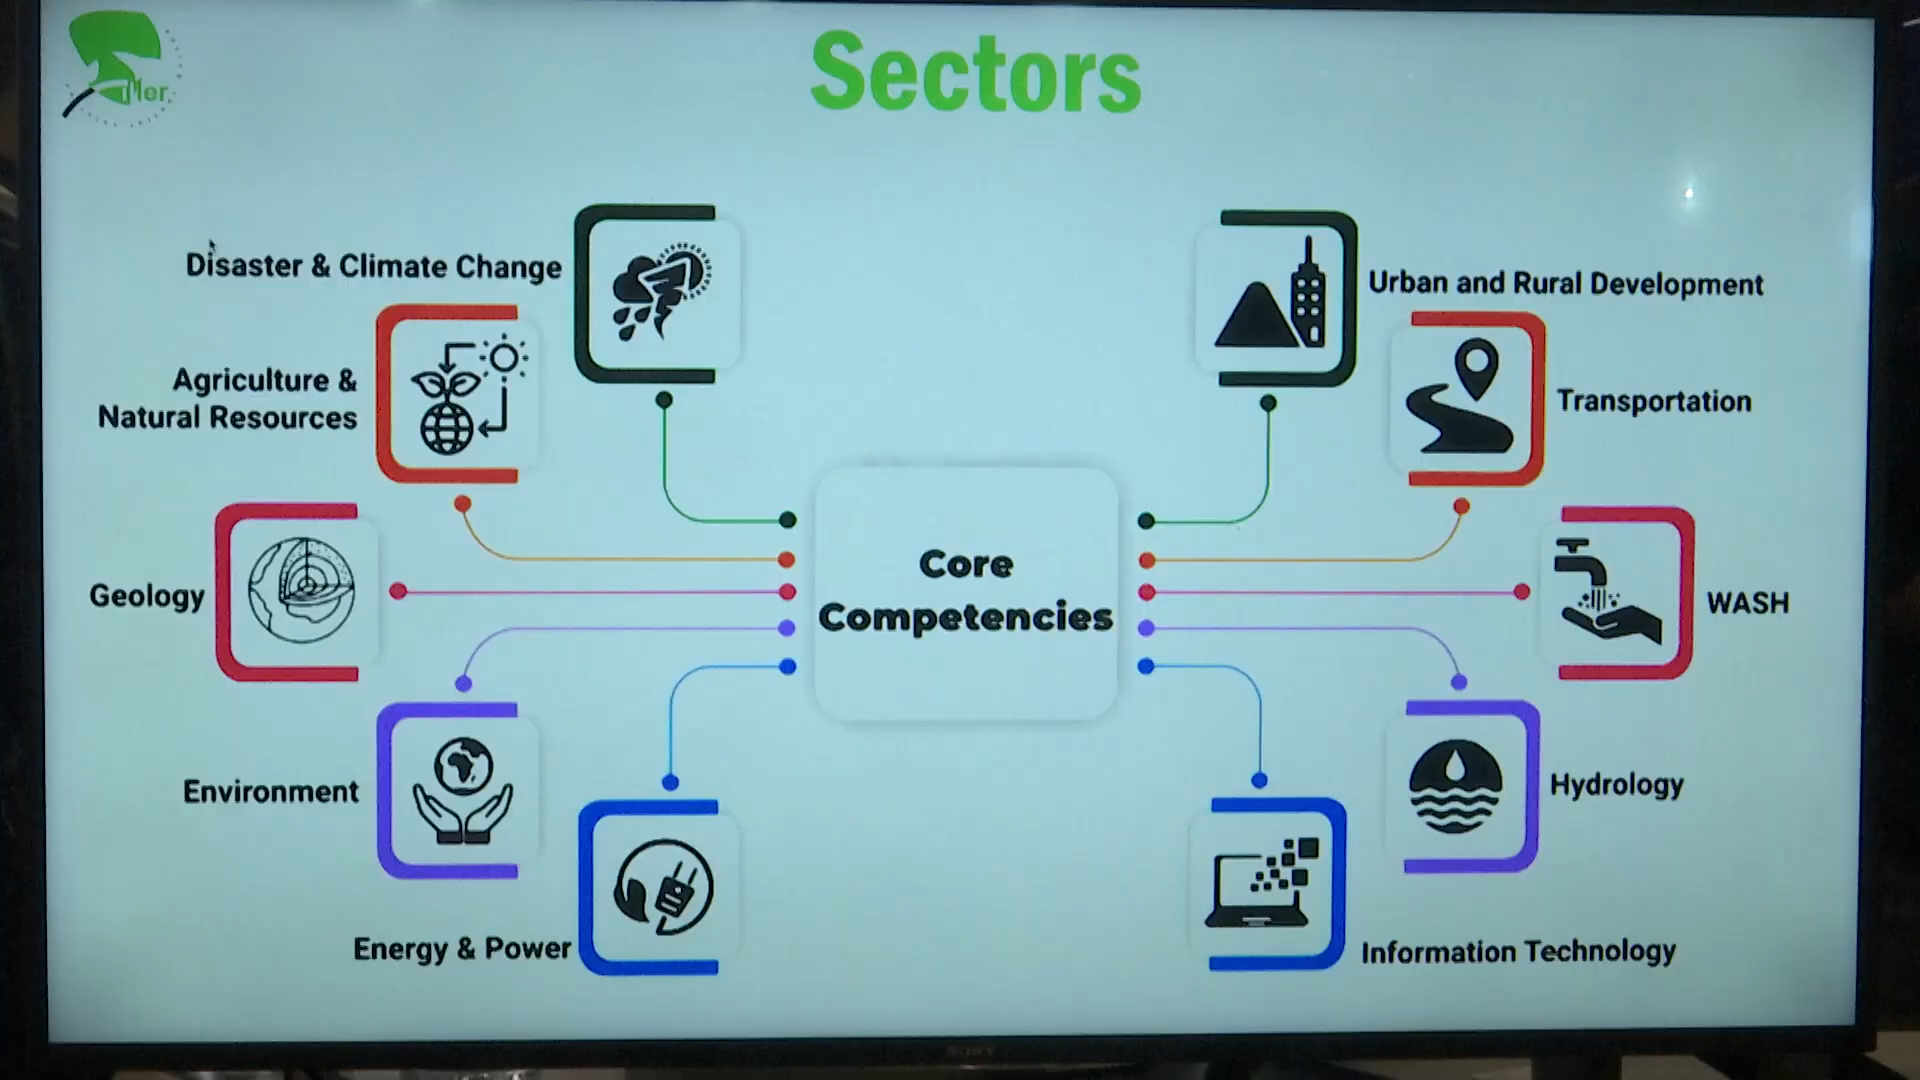 Sectors
Disaster & Climate Change
Urban and Rural Development
Agriculture &
Natural Resources
Transportation
Geology
Core
Competencies
WASH
Environment
Hydrology
Energy & Power
Information Technology
SONY